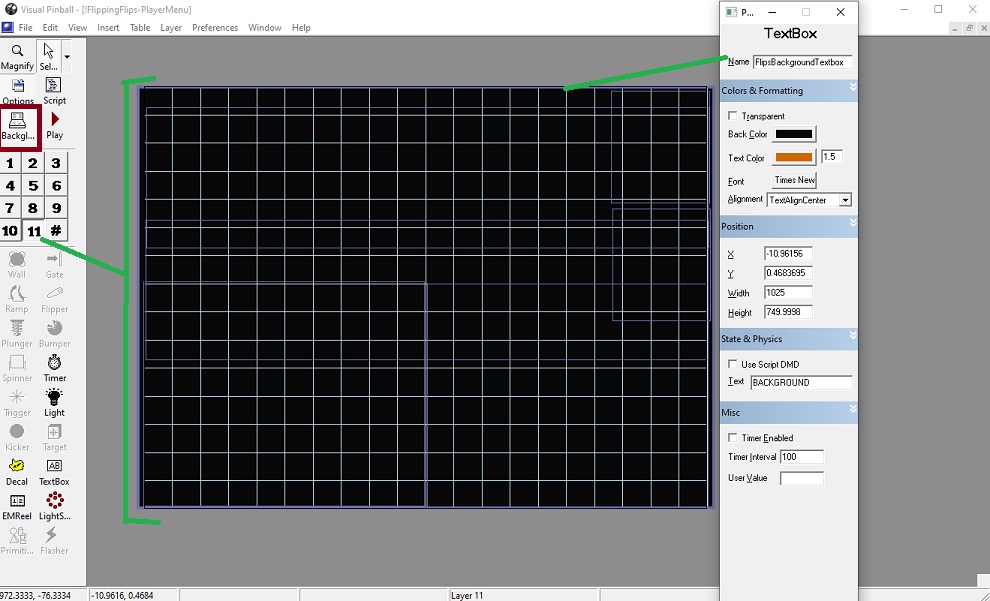 Visual Pinball - [!FlippingFlips-PlayerMenu]
P...
File Edit View Insert Table Layer Preferences Window Help
TextBox
Magnify Sel...
Name FlipsBackgroundTextbox
Options Script
Colors & Formatting
Backgl... Play
Transparent
Back Color
Text Color 1.5
1 2 3
Font Times New
4 5 6
Alignment TextAlignCenter
7 8 9
Position
10 11 #
X -10.96156
Wall Gate
Y 0.4683695
Width 1025
Ramp Flipper
Height 749.9998
Plunger Bumper
State & Physics
Use Script DMD
Spinner Timer
Text BACKGROUND
Trigger Light
Misc
Timer Enabled
Kicker Target
Timer Interval 100
User Value
AB
Decal TextBox
12
EMReel LightS...
Primiti... Flasher
972.3333, -76.3334 -10.9616, 0.4684 Layer 11